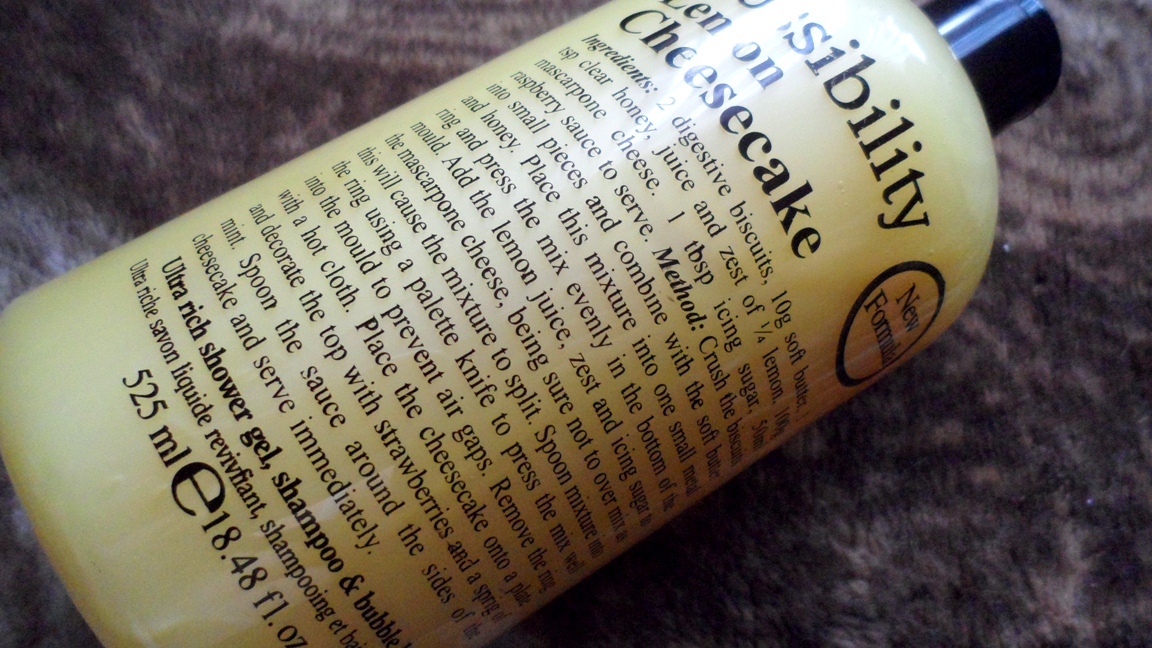 ssibility
Lemon
Cheesecake
New
Formula
Ingredients: 2 digestive biscuits, 10g soft butter,
tsp clear honey, juice and zest of ¼ lemon, 100g
mascarpone cheese. 1 tbsp icing sugar, 50ml
raspberry sauce to serve. Method: Crush the biscuits
into small pieces and combine with the soft butter
and honey. Place this mixture into one small metal
ring and press the mix evenly in the bottom of the
mould. Add the lemon juice, zest and icing sugar to
the mascarpone cheese, being sure not to over mix as
this will cause the mixture to split. Spoon mixture into
the ring using a palette knife to press the mix well
into the mould to prevent air gaps. Remove the ring
with a hot cloth. Place the cheesecake onto a plate
and decorate the top with strawberries and a sprig of
mint. Spoon the sauce around the sides of the
cheesecake and serve immediately.
Ultra rich shower gel, shampoo & bubble
Ultra riche savon liquide revivifiant, shampooing et bain
525 ml e 18.48 fl. oz